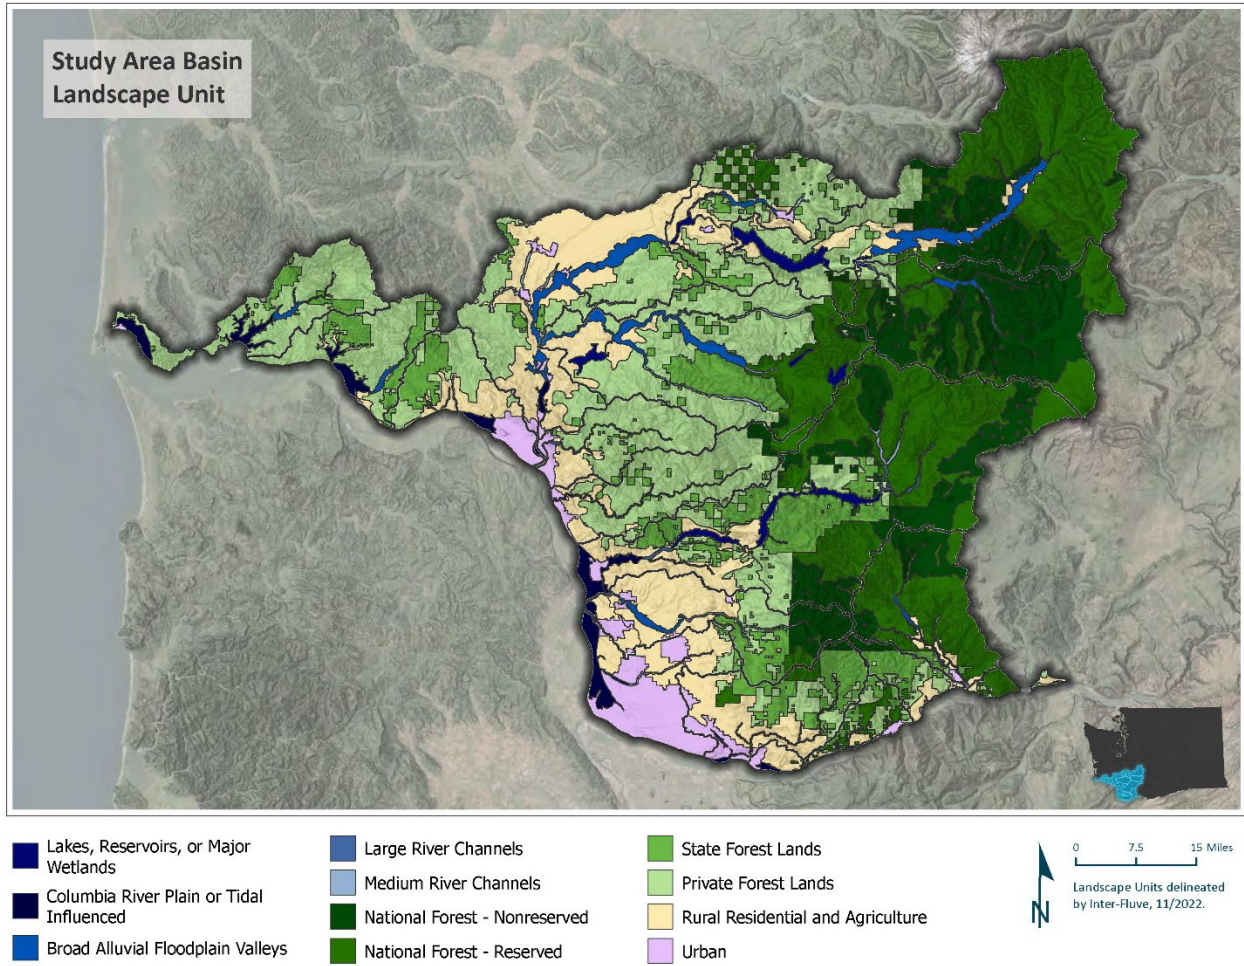 Study Area Basin
Landscape Unit
Lakes, Reservoirs, or Major
Wetlands
Columbia River Plain or Tidal
Influenced
Broad Alluvial Floodplain Valleys
Large River Channels
Medium River Channels
National Forest - Nonreserved
National Forest - Reserved
State Forest Lands
Private Forest Lands
Rural Residential and Agriculture
Urban
N
0 7.5 15 Miles
Landscape Units delineated
by Inter-Fluve, 11/2022.